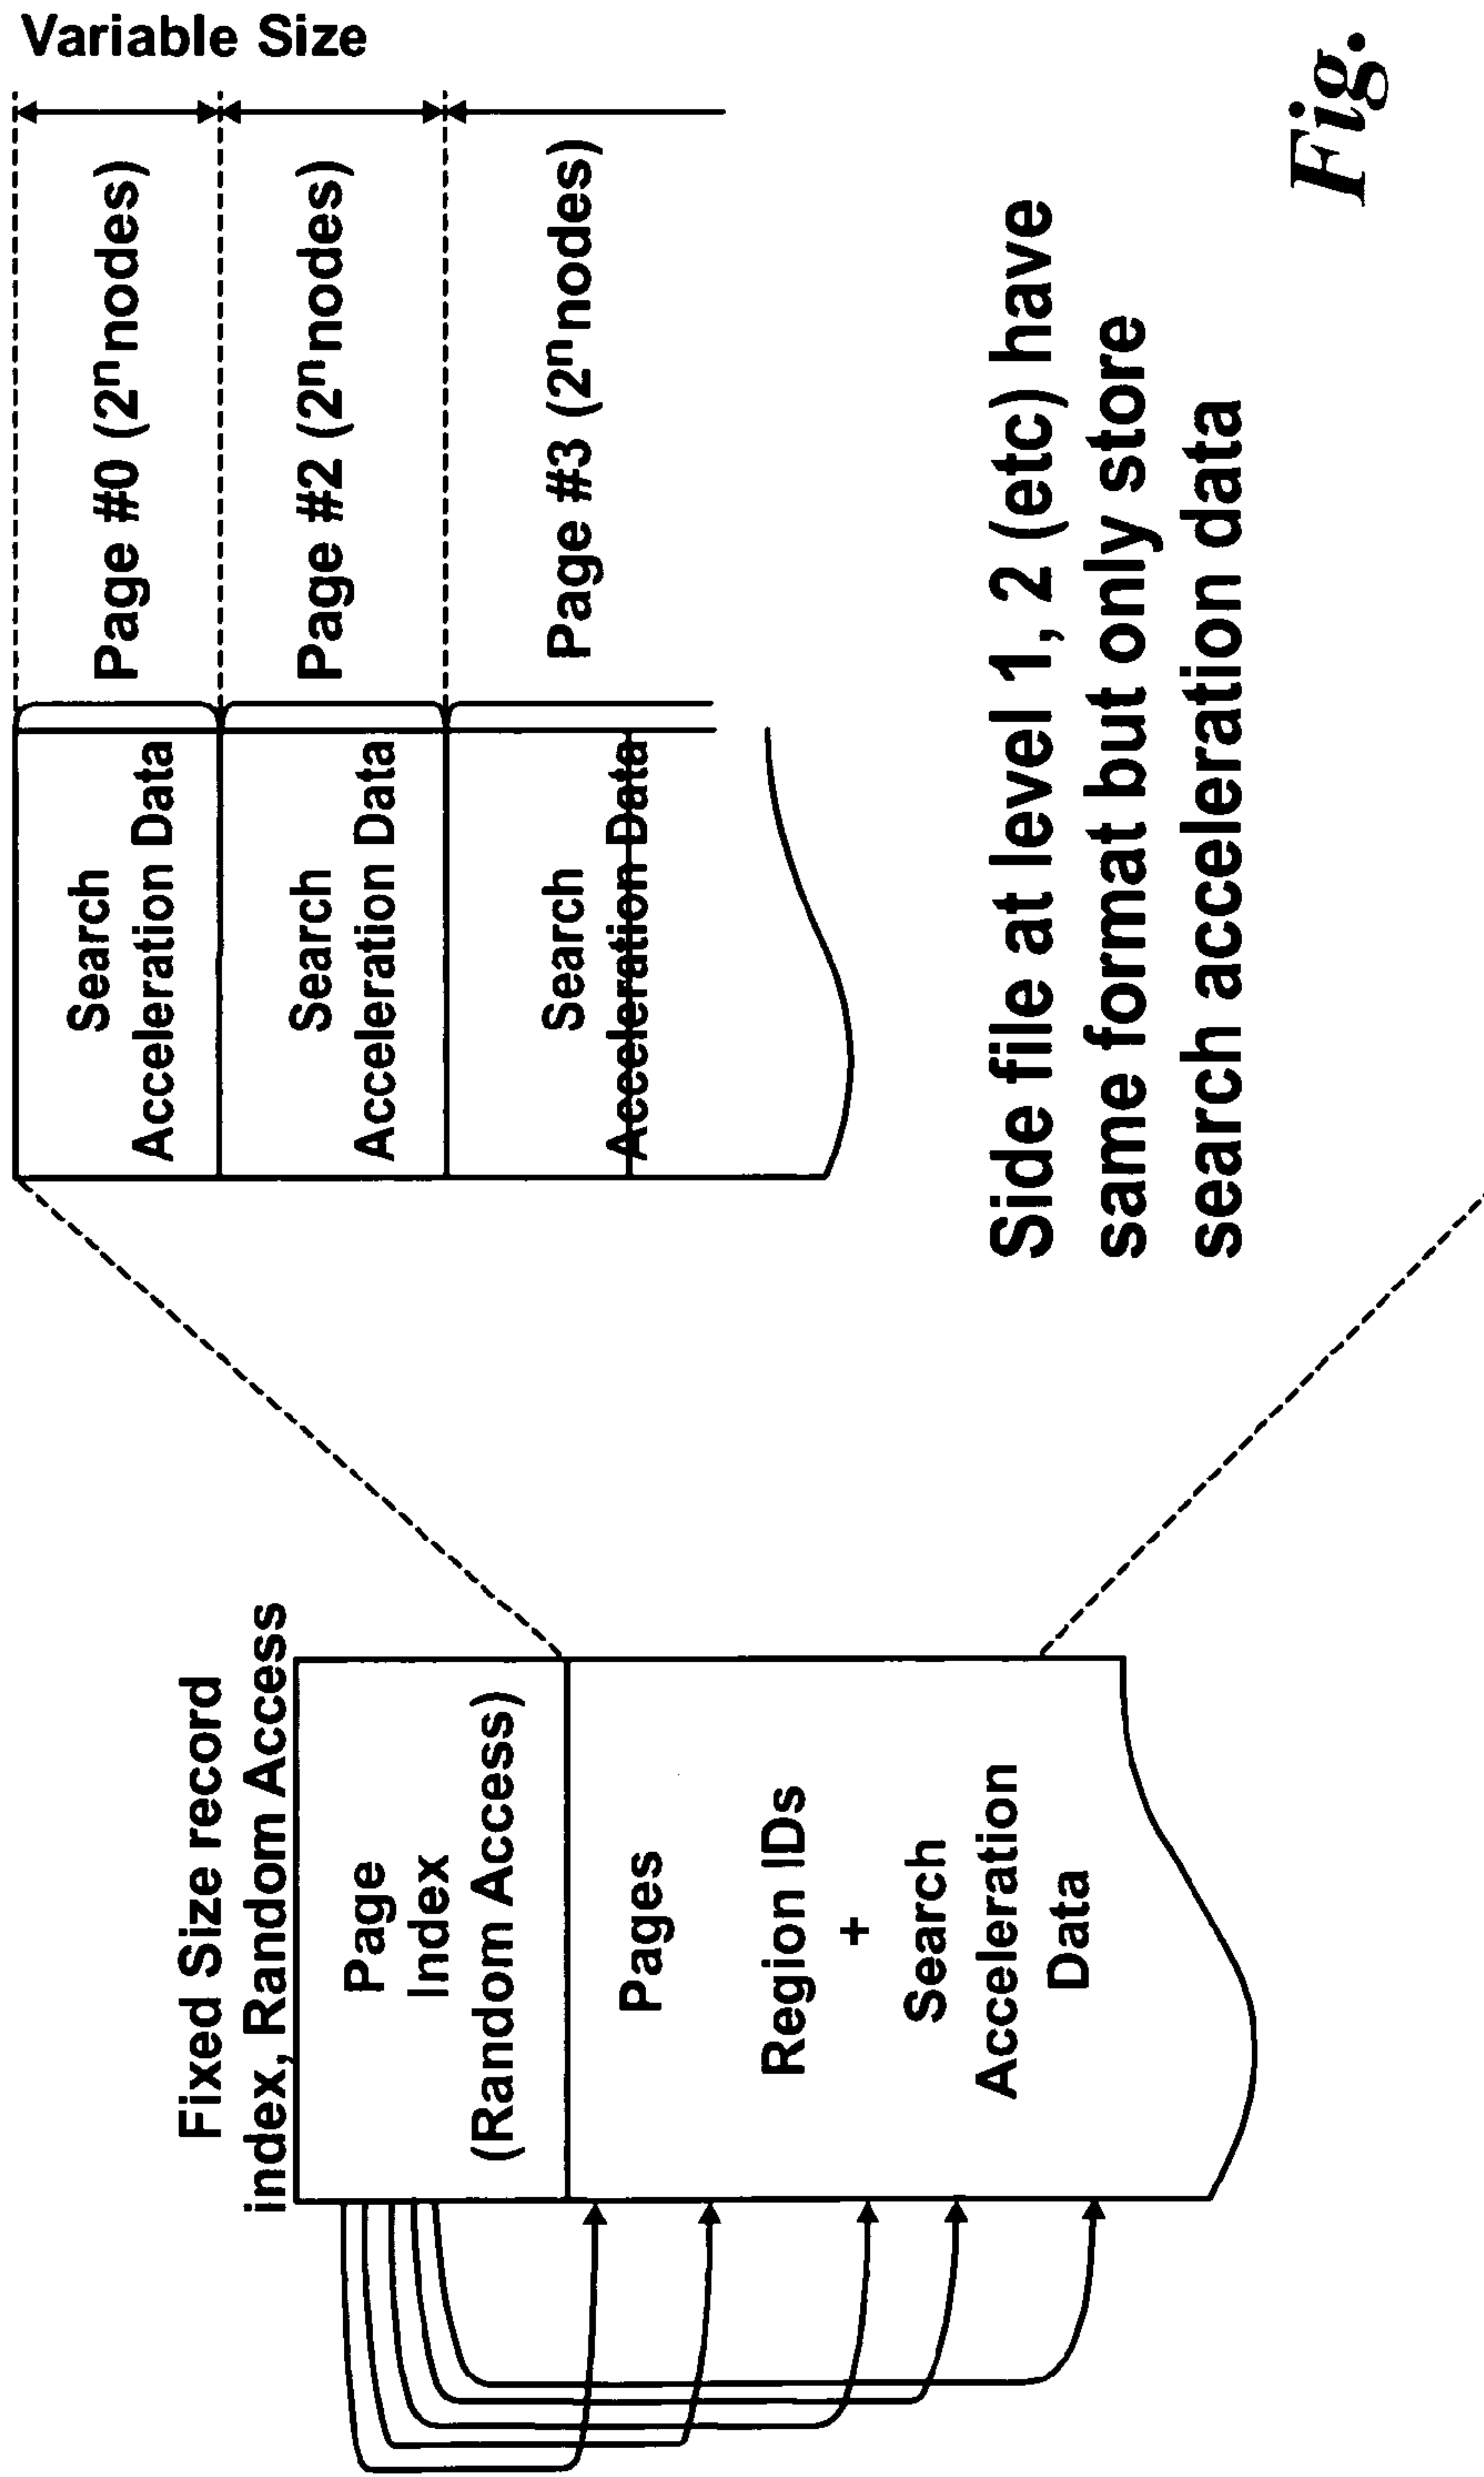 Fixed Size record
index, Random Access
Page
Index
(Random Access)
Pages
Region IDs
+
Search
Acceleration
Data
Search
Acceleration Data
Search
Acceleration Data
Search
Acceleration Data
Page #0 (2ⁿ nodes)
Page #2 (2ⁿ nodes)
Page #3 (2ⁿ nodes)
Variable Size
Side file at level 1, 2 (etc) have
same format but only store
search acceleration data
Fig.